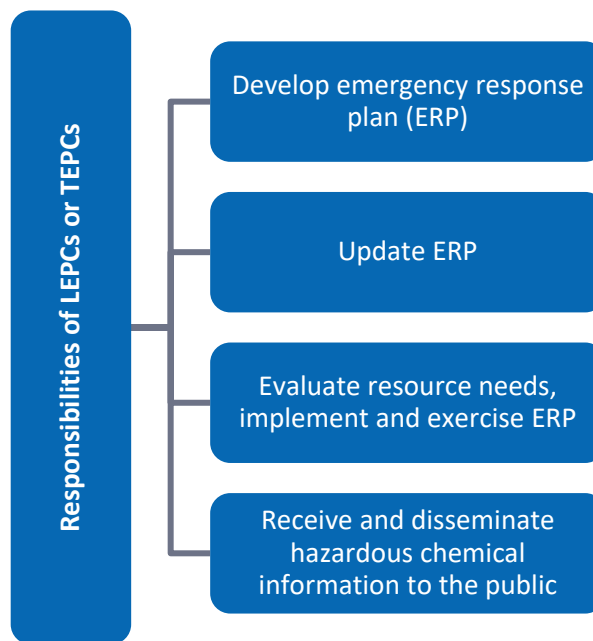 Responsibilities of LEPCs or TEPCs
Develop emergency response
plan (ERP)
Update ERP
Evaluate resource needs,
implement and exercise ERP
Receive and disseminate
hazardous chemical
information to the public